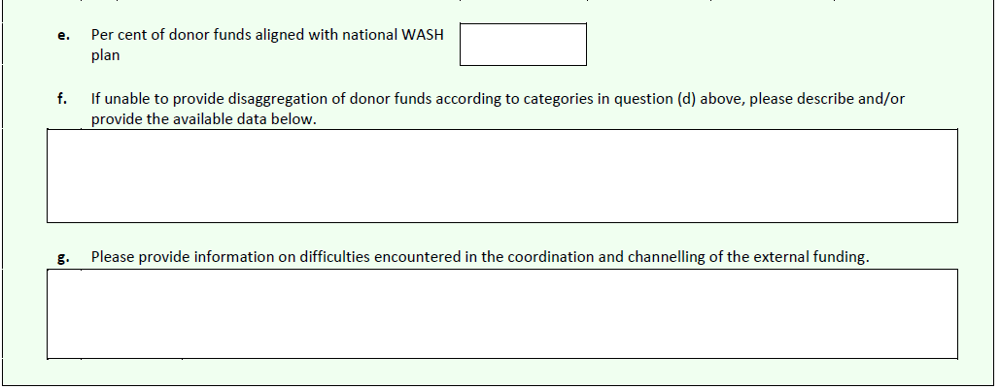 e. Per cent of donor funds aligned with national WASH
plan
f. If unable to provide disaggregation of donor funds according to categories in question (d) above, please describe and/or
provide the available data below.
g. Please provide information on difficulties encountered in the coordination and channelling of the external funding.